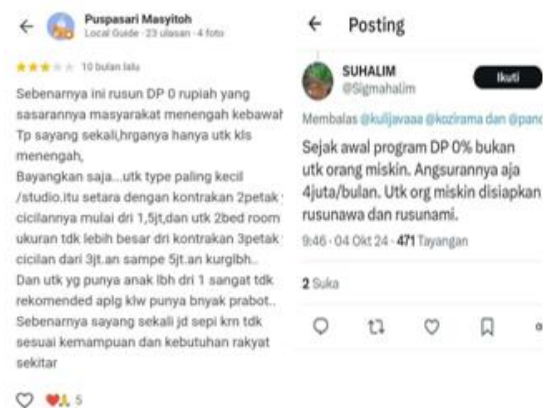 Puspasari Masyitoh
Local Guide · 23 ulasan · 4 foto
10 bulan lalu
Sebenarnya ini rusun DP 0 rupiah yang
sasarannya masyarakat menengah kebawah
Tp sayang sekali,hrganya hanya utk kls
menengah,
Bayangkan saja...utk type paling kecil
/studio.itu setara dengan kontrakan 2petak
cicilannya mulai dri 1,5jt,dan utk 2bed room
ukuran tdk lebih besar dri kontrakan 3petak
cicilan dari 3jt.an sampe 5jt.an kurglbh..
Dan utk yg punya anak lbh dri 1 sangat tdk
rekomended aplg klw punya bnyak prabot..
Sebenarnya sayang sekali jd sepi krn tdk
sesuai kemampuan dan kebutuhan rakyat
sekitar
5
Posting
SUHALIM
@Sigmahalim
Ikuti
Membalas @kulijavaaa @kozirama dan @pand
Sejak awal program DP 0% bukan
utk orang miskin. Angsurannya aja
4juta/bulan. Utk org miskin disiapkan
rusunawa dan rusunami.
9:46 · 04 Okt 24 · 471 Tayangan
2 Suka